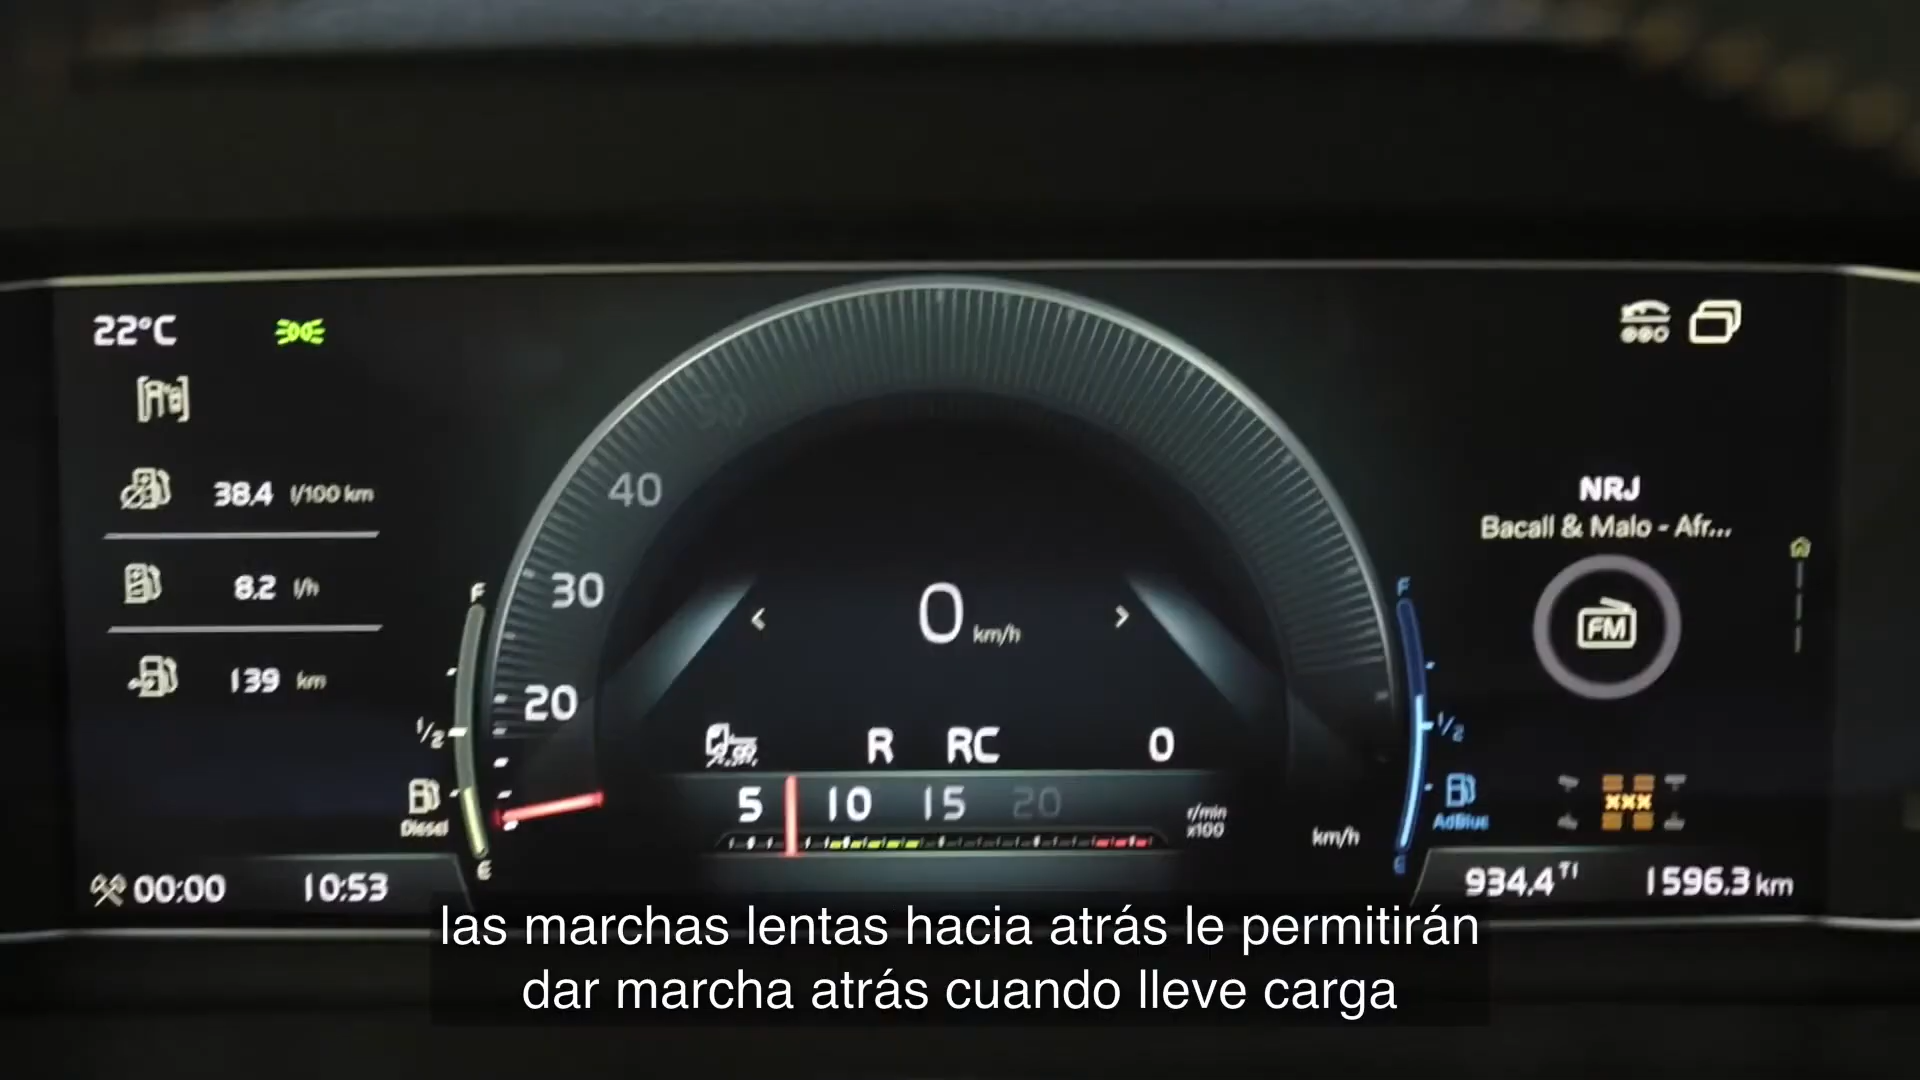 22°C
38,4 l/100 km
8.2 l/h
139 km
F
1/2
Diesel
E
00:00
10:53
50
40
30
20
< 0 km/h >
R RC 0
5 10 15 20 r/min x100
km/h
F
1/2
AdBlue
E
NRJ
Bacall & Malo - Afr...
FM
934,4 T1
1596.3 km
las marchas lentas hacia atrás le permitirán
dar marcha atrás cuando lleve carga